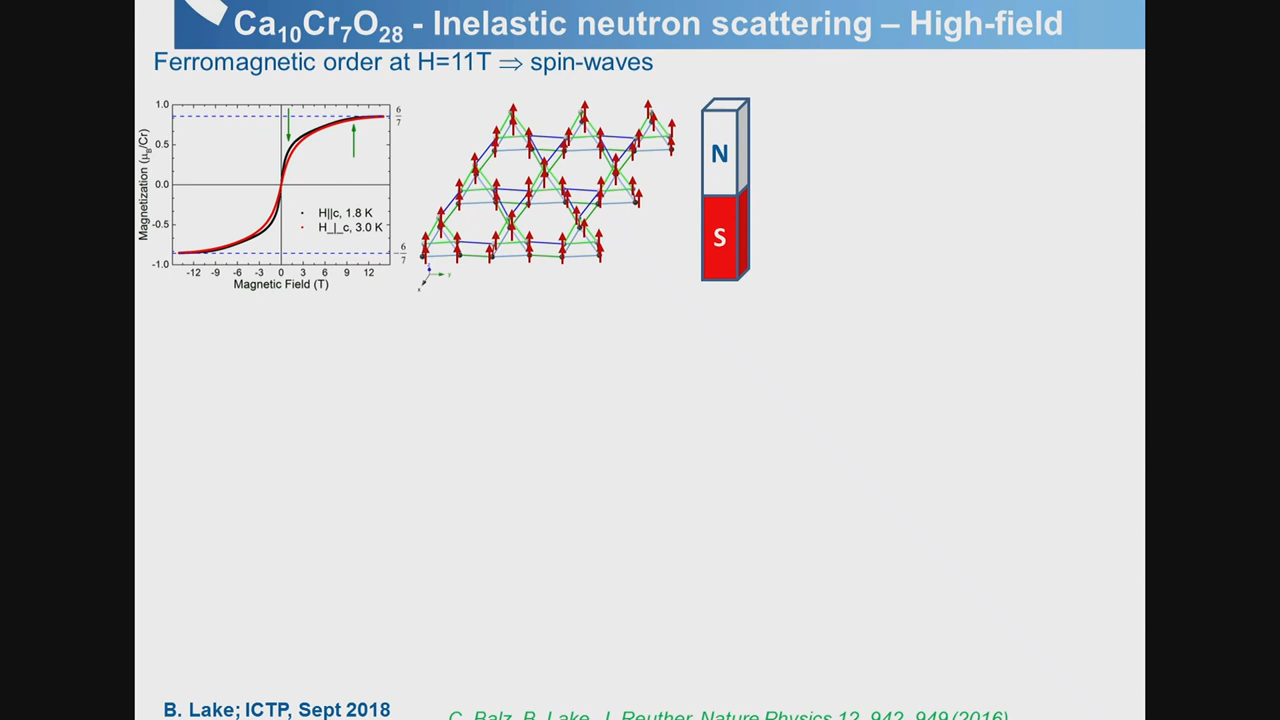 Ca10Cr7O28 - Inelastic neutron scattering – High-field
Ferromagnetic order at H=11T ⇒ spin-waves
Magnetization (μB/Cr)
1.0
0.5
0.0
-0.5
-1.0
6/7
-6/7
H||c, 1.8 K
H_|_c, 3.0 K
-12 -9 -6 -3 0 3 6 9 12
Magnetic Field (T)
y
x
N
S
B. Lake; ICTP, Sept 2018
C. Balz, B. Lake, J. Reuther, Nature Physics 12, 942–949 (2016)